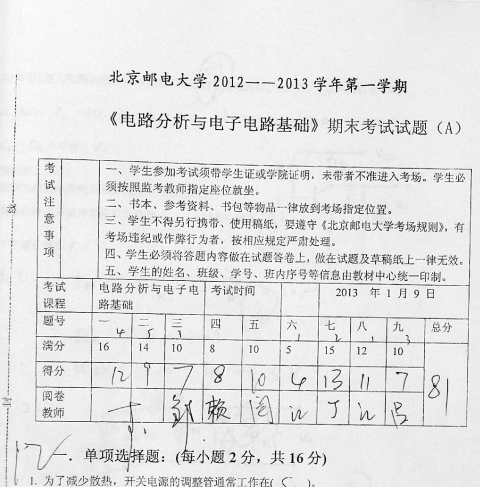 北京邮电大学 2012——2013 学年第一学期
《电路分析与电子电路基础》期末考试试题（A）
考试注意事项
一、学生参加考试须带学生证或学院证明，未带者不准进入考场。学生必
须按照监考教师指定座位就坐。
二、书本、参考资料、书包等物品一律放到考场指定位置。
三、学生不得另行携带、使用稿纸，要遵守《北京邮电大学考场规则》，有
考场违纪或作弊行为者，按相应规定严肃处理。
四、学生必须将答题内容做在试题答卷上，做在试题及草稿纸上一律无效。
五、学生的姓名、班级、学号、班内序号等信息由教材中心统一印制。
考试课程 电路分析与电子电路基础 考试时间 2013 年 1 月 9 日
题号 一 二 三 四 五 六 七 八 九 总分
4 5 3 1 2 1 3
满分 16 14 10 8 10 5 15 12 10
得分 12 9 7 8 10 4 13 11 7 81
阅卷教师
12
一．单项选择题：(每小题 2 分，共 16 分)
1. 为了减少散热，开关电源的调整管通常工作在( C )。